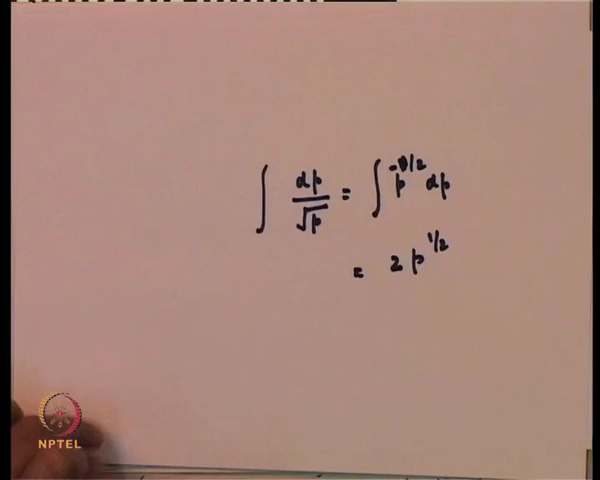 ∫ dp/√p = ∫ p^{-1/2} dp
= 2 p^{1/2}
NPTEL